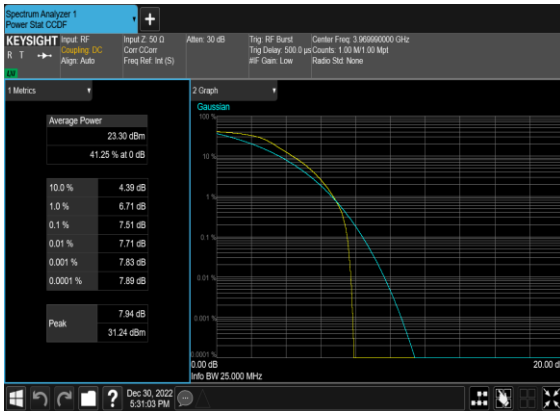 Spectrum Analyzer 1
Power Stat CCDF
+
KEYSIGHT Input: RF Input Z: 50 Ω Atten: 30 dB Trig: RF Burst Center Freq: 3.969990000 GHz
R T Coupling: DC Corr CCorr Trig Delay: 500.0 µs Counts: 1.00 M/1.00 Mpt
Align: Auto Freq Ref: Int (S) #IF Gain: Low Radio Std: None
1 Metrics
2 Graph
Average Power
23.30 dBm
41.25 % at 0 dB
10.0 % 4.39 dB
1.0 % 6.71 dB
0.1 % 7.51 dB
0.01 % 7.71 dB
0.001 % 7.83 dB
0.0001 % 7.89 dB
Peak 7.94 dB
31.24 dBm
Gaussian
100 %
10 %
1 %
0.1 %
0.01 %
0.001 %
0.0001 %
0.00 dB 20.00 d
Info BW 25.000 MHz
Dec 30, 2022
5:31:03 PM